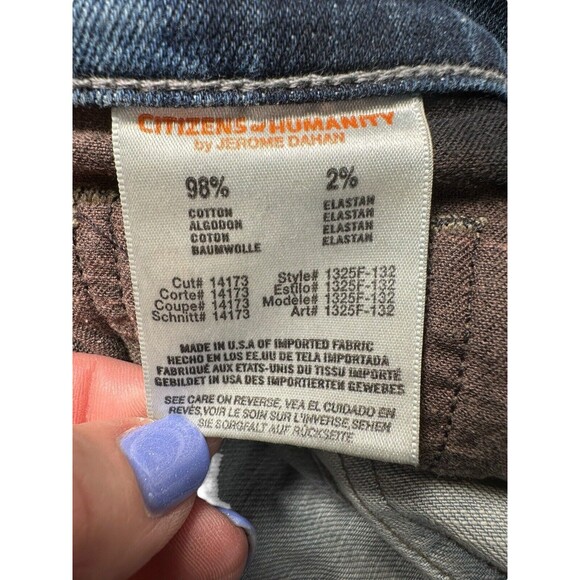 CITIZENS of HUMANITY
by JEROME DAHAN
98% 2%
COTTON ELASTAN
ALGODON ELASTAN
COTON ELASTAN
BAUMWOLLE ELASTAN
Cut# 14173 Style# 1325F-132
Corte# 14173 Estilo# 1325F-132
Coupe# 14173 Modele# 1325F-132
Schnitt# 14173 Art# 1325F-132
MADE IN U.S.A OF IMPORTED FABRIC
HECHO EN LOS EE.UU DE TELA IMPORTADA
FABRIQUÉ AUX ETATS-UNIS DU TISSU IMPORTÉ
GEBILDET IN USA DES IMPORTIERTEN GEWEBES
SEE CARE ON REVERSE, VEA EL CUIDADO EN
REVÉS,VOIR LE SOIN SUR L'INVERSE,SEHEN
SIE SORGFALT AUF RÜCKSEITE